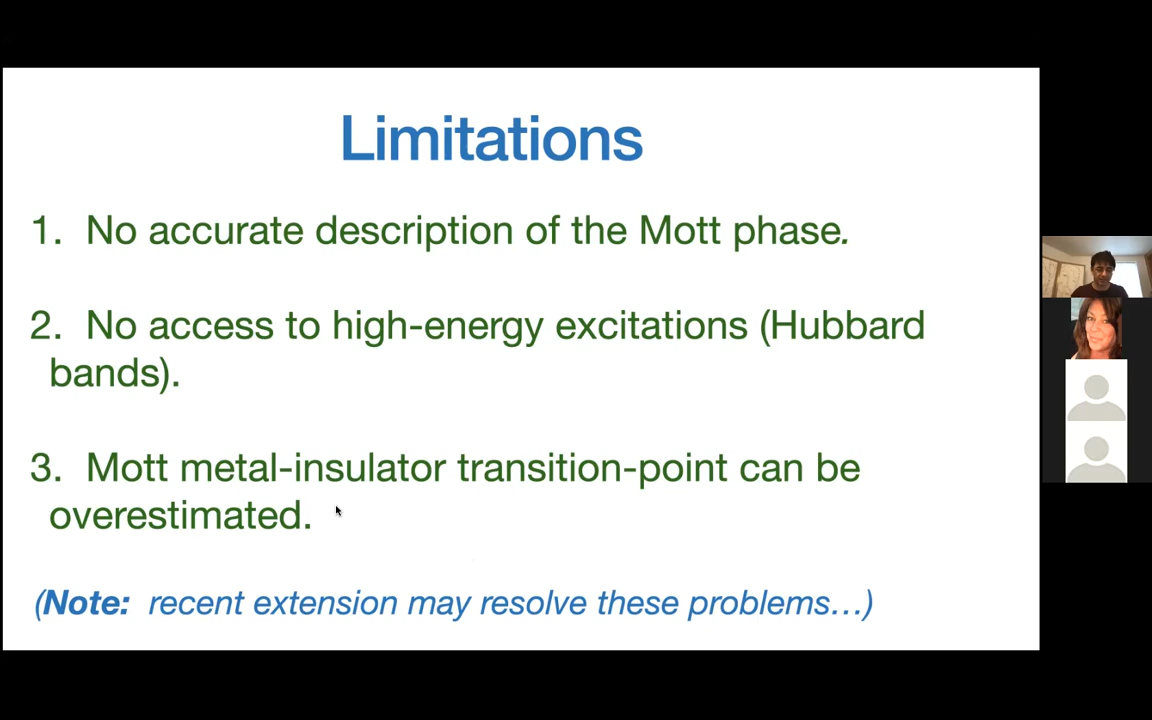 Limitations
1. No accurate description of the Mott phase.
2. No access to high-energy excitations (Hubbard
bands).
3. Mott metal-insulator transition-point can be
overestimated.
(Note: recent extension may resolve these problems...)